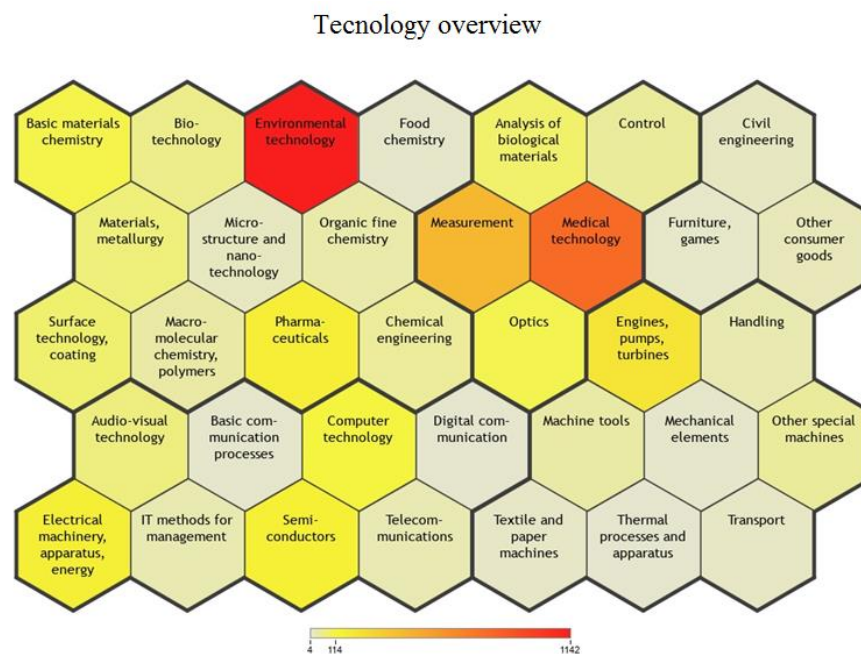 Tecnology overview
Basic materials
chemistry
Bio-
technology
Environmental
technology
Food
chemistry
Analysis of
biological
materials
Control
Civil
engineering
Materials,
metallurgy
Micro-
structure and
nano-
technology
Organic fine
chemistry
Measurement
Medical
technology
Furniture,
games
Other
consumer
goods
Surface
technology,
coating
Macro-
molecular
chemistry,
polymers
Pharma-
ceuticals
Chemical
engineering
Optics
Engines,
pumps,
turbines
Handling
Audio-visual
technology
Basic com-
munication
processes
Computer
technology
Digital com-
munication
Machine tools
Mechanical
elements
Other special
machines
Electrical
machinery,
apparatus,
energy
IT methods for
management
Semi-
conductors
Telecom-
munications
Textile and
paper
machines
Thermal
processes and
apparatus
Transport
4 114 1142